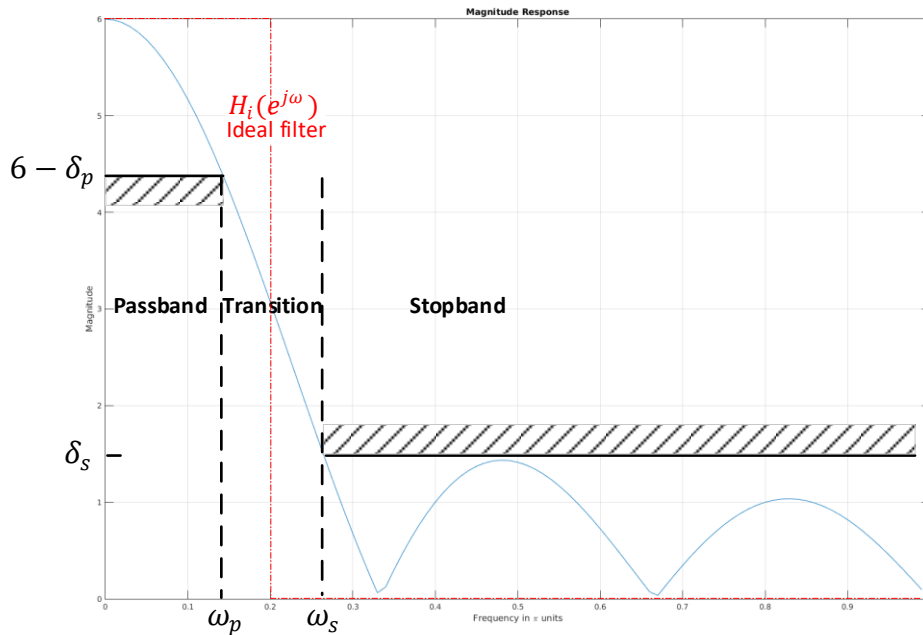 Magnitude Response
6
5
4
3
2
1
0
Magnitude
H_i(e^{jω})
Ideal filter
6 − δ_p
Passband
Transition
Stopband
δ_s
0
0.1
0.2
0.3
0.4
0.5
0.6
0.7
0.8
0.9
ω_p
ω_s
Frequency in π units